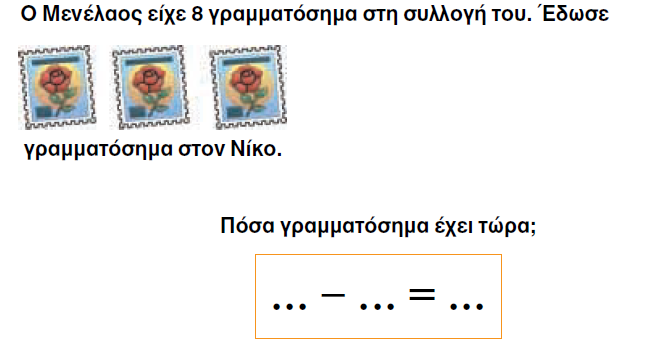 Ο Μενέλαος είχε 8 γραμματόσημα στη συλλογή του. Έδωσε
γραμματόσημα στον Νίκο.
Πόσα γραμματόσημα έχει τώρα;
... – ... = ...